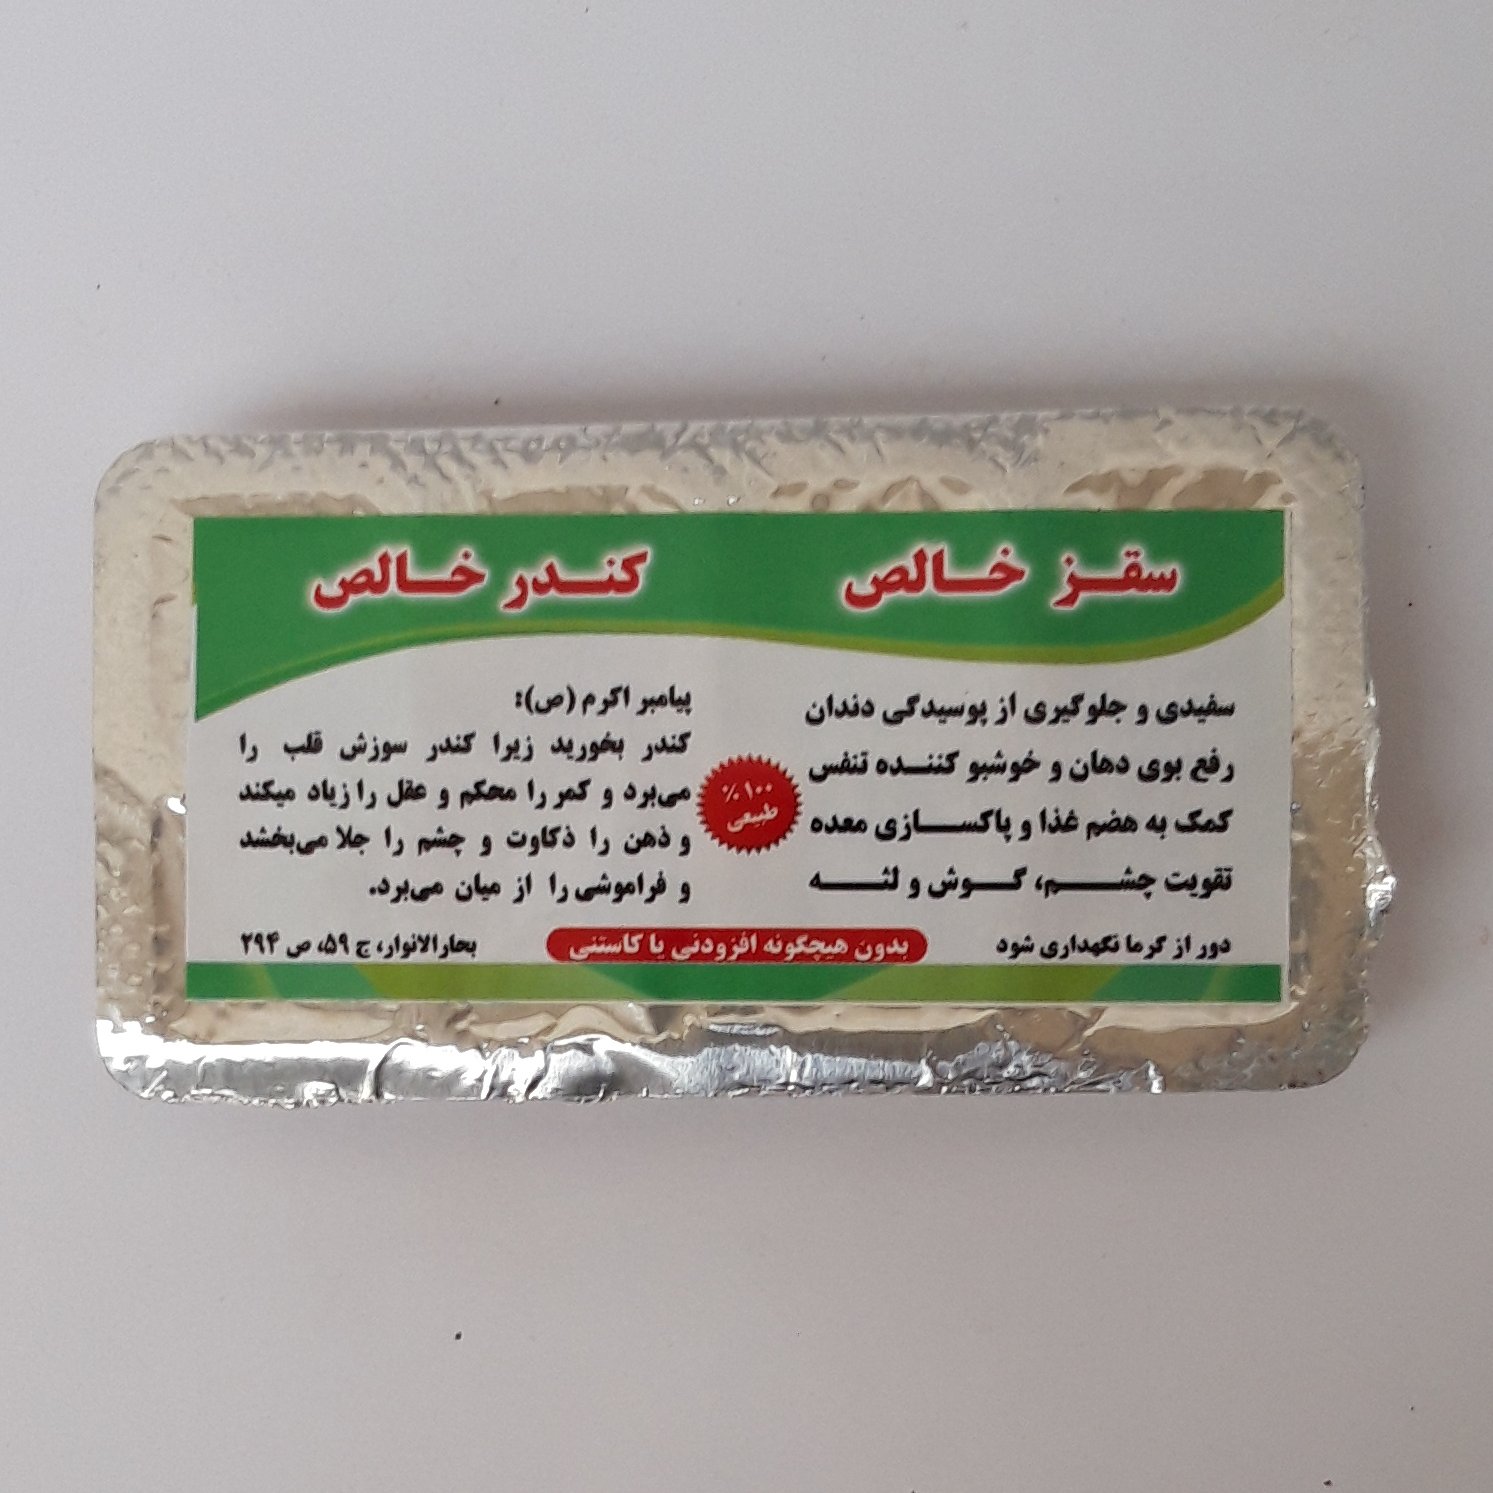 سقز خالص
سفیدی و جلوگیری از پوسیدگی دندان
رفع بوی دهان و خوشبو کننده تنفس
کمک به هضم غذا و پاکسازی معده
تقویت چشم، گوش و لثه
دور از گرما نگهداری شود
۱۰۰٪
طبیعی
کندر خالص
پیامبر اکرم (ص):
کندر بخورید زیرا کندر سوزش قلب را
می‌برد و کمر را محکم و عقل را زیاد میکند
و ذهن را ذکاوت و چشم را جلا می‌بخشد
و فراموشی را از میان می‌برد.
بحارالانوار، ج ۵۹، ص ۲۹۴
بدون هیچگونه افزودنی یا کاستنی